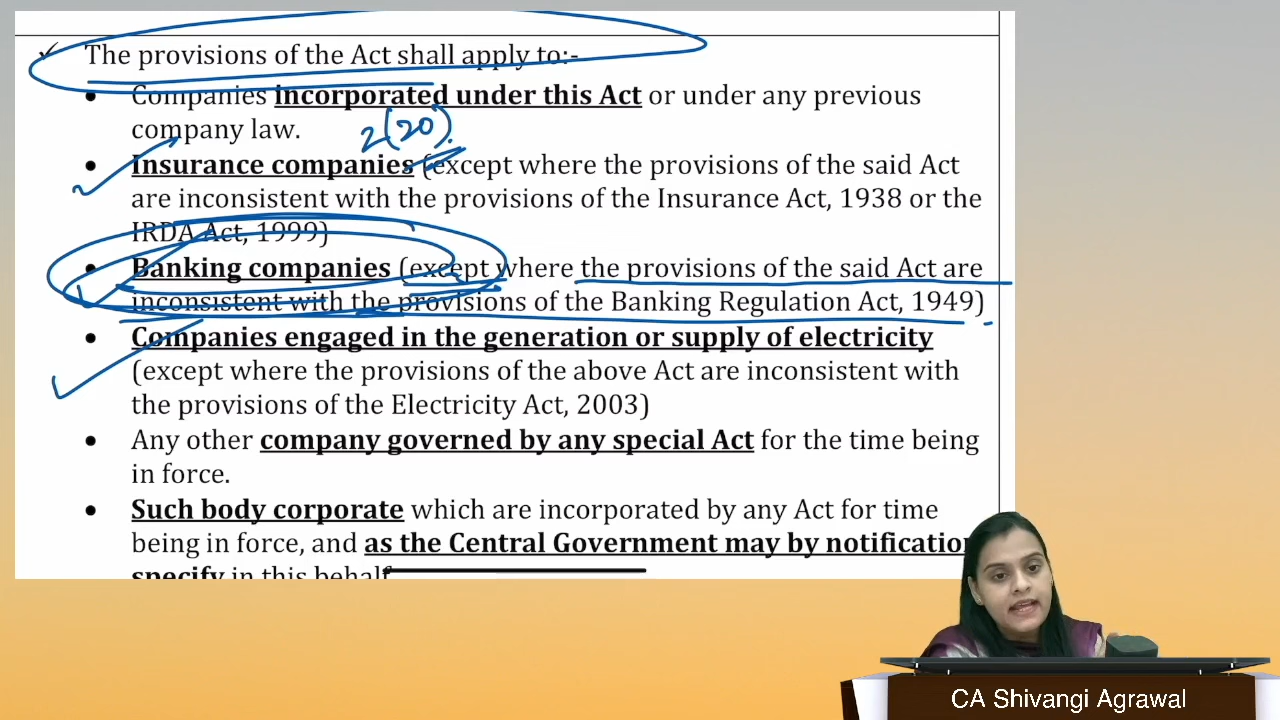 The provisions of the Act shall apply to:-
• Companies incorporated under this Act or under any previous
company law.
2(20).
• Insurance companies (except where the provisions of the said Act
are inconsistent with the provisions of the Insurance Act, 1938 or the
IRDA Act, 1999)
• Banking companies (except where the provisions of the said Act are
inconsistent with the provisions of the Banking Regulation Act, 1949)
• Companies engaged in the generation or supply of electricity
(except where the provisions of the above Act are inconsistent with
the provisions of the Electricity Act, 2003)
• Any other company governed by any special Act for the time being
in force.
• Such body corporate which are incorporated by any Act for time
being in force, and as the Central Government may by notification
specify in this behalf
CA Shivangi Agrawal